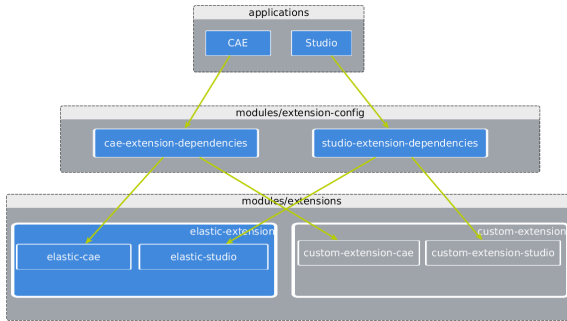 applications
CAE
Studio
modules/extension-config
cae-extension-dependencies
studio-extension-dependencies
modules/extensions
elastic-extension
custom-extension
elastic-cae
elastic-studio
custom-extension-cae
custom-extension-studio